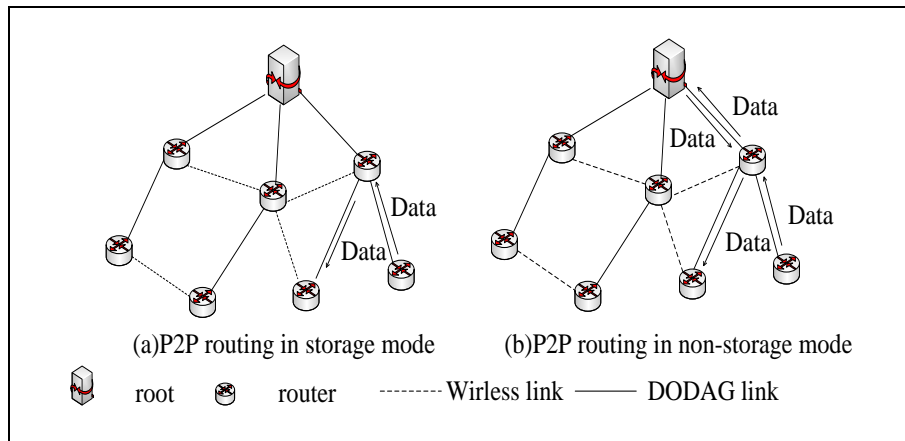 Data
Data
Data
Data
Data
Data
(a)P2P routing in storage mode
(b)P2P routing in non-storage mode
root
router
Wirless link
DODAG link